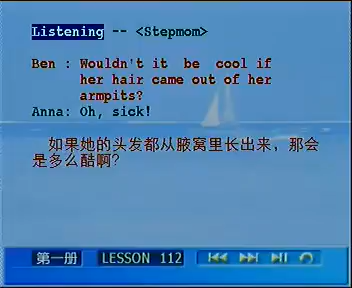 Listening -- <Stepmom>
Ben : Wouldn't it be cool if
her hair came out of her
armpits?
Anna: Oh, sick!
如果她的头发都从腋窝里长出来，那会
是多么酷啊?
第一册 LESSON 112